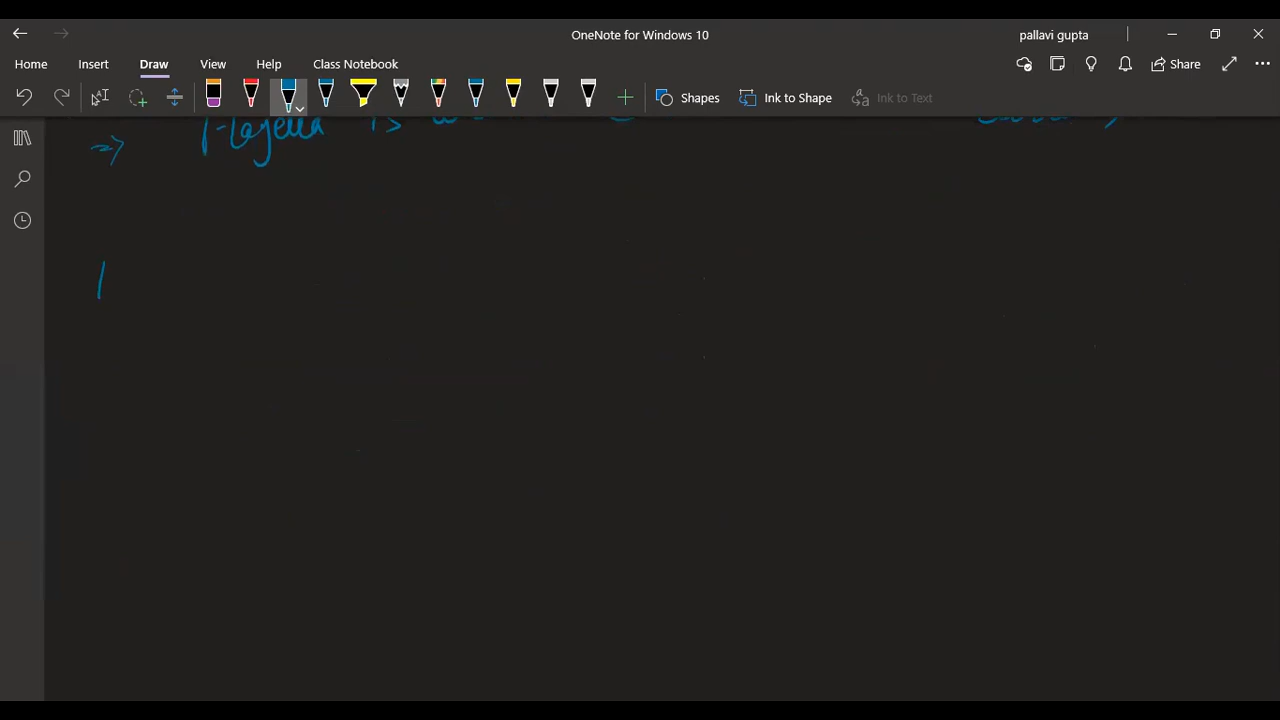 OneNote for Windows 10
pallavi gupta
Home Insert Draw View Help Class Notebook
Share
Shapes Ink to Shape Ink to Text
⇒ Flagella is